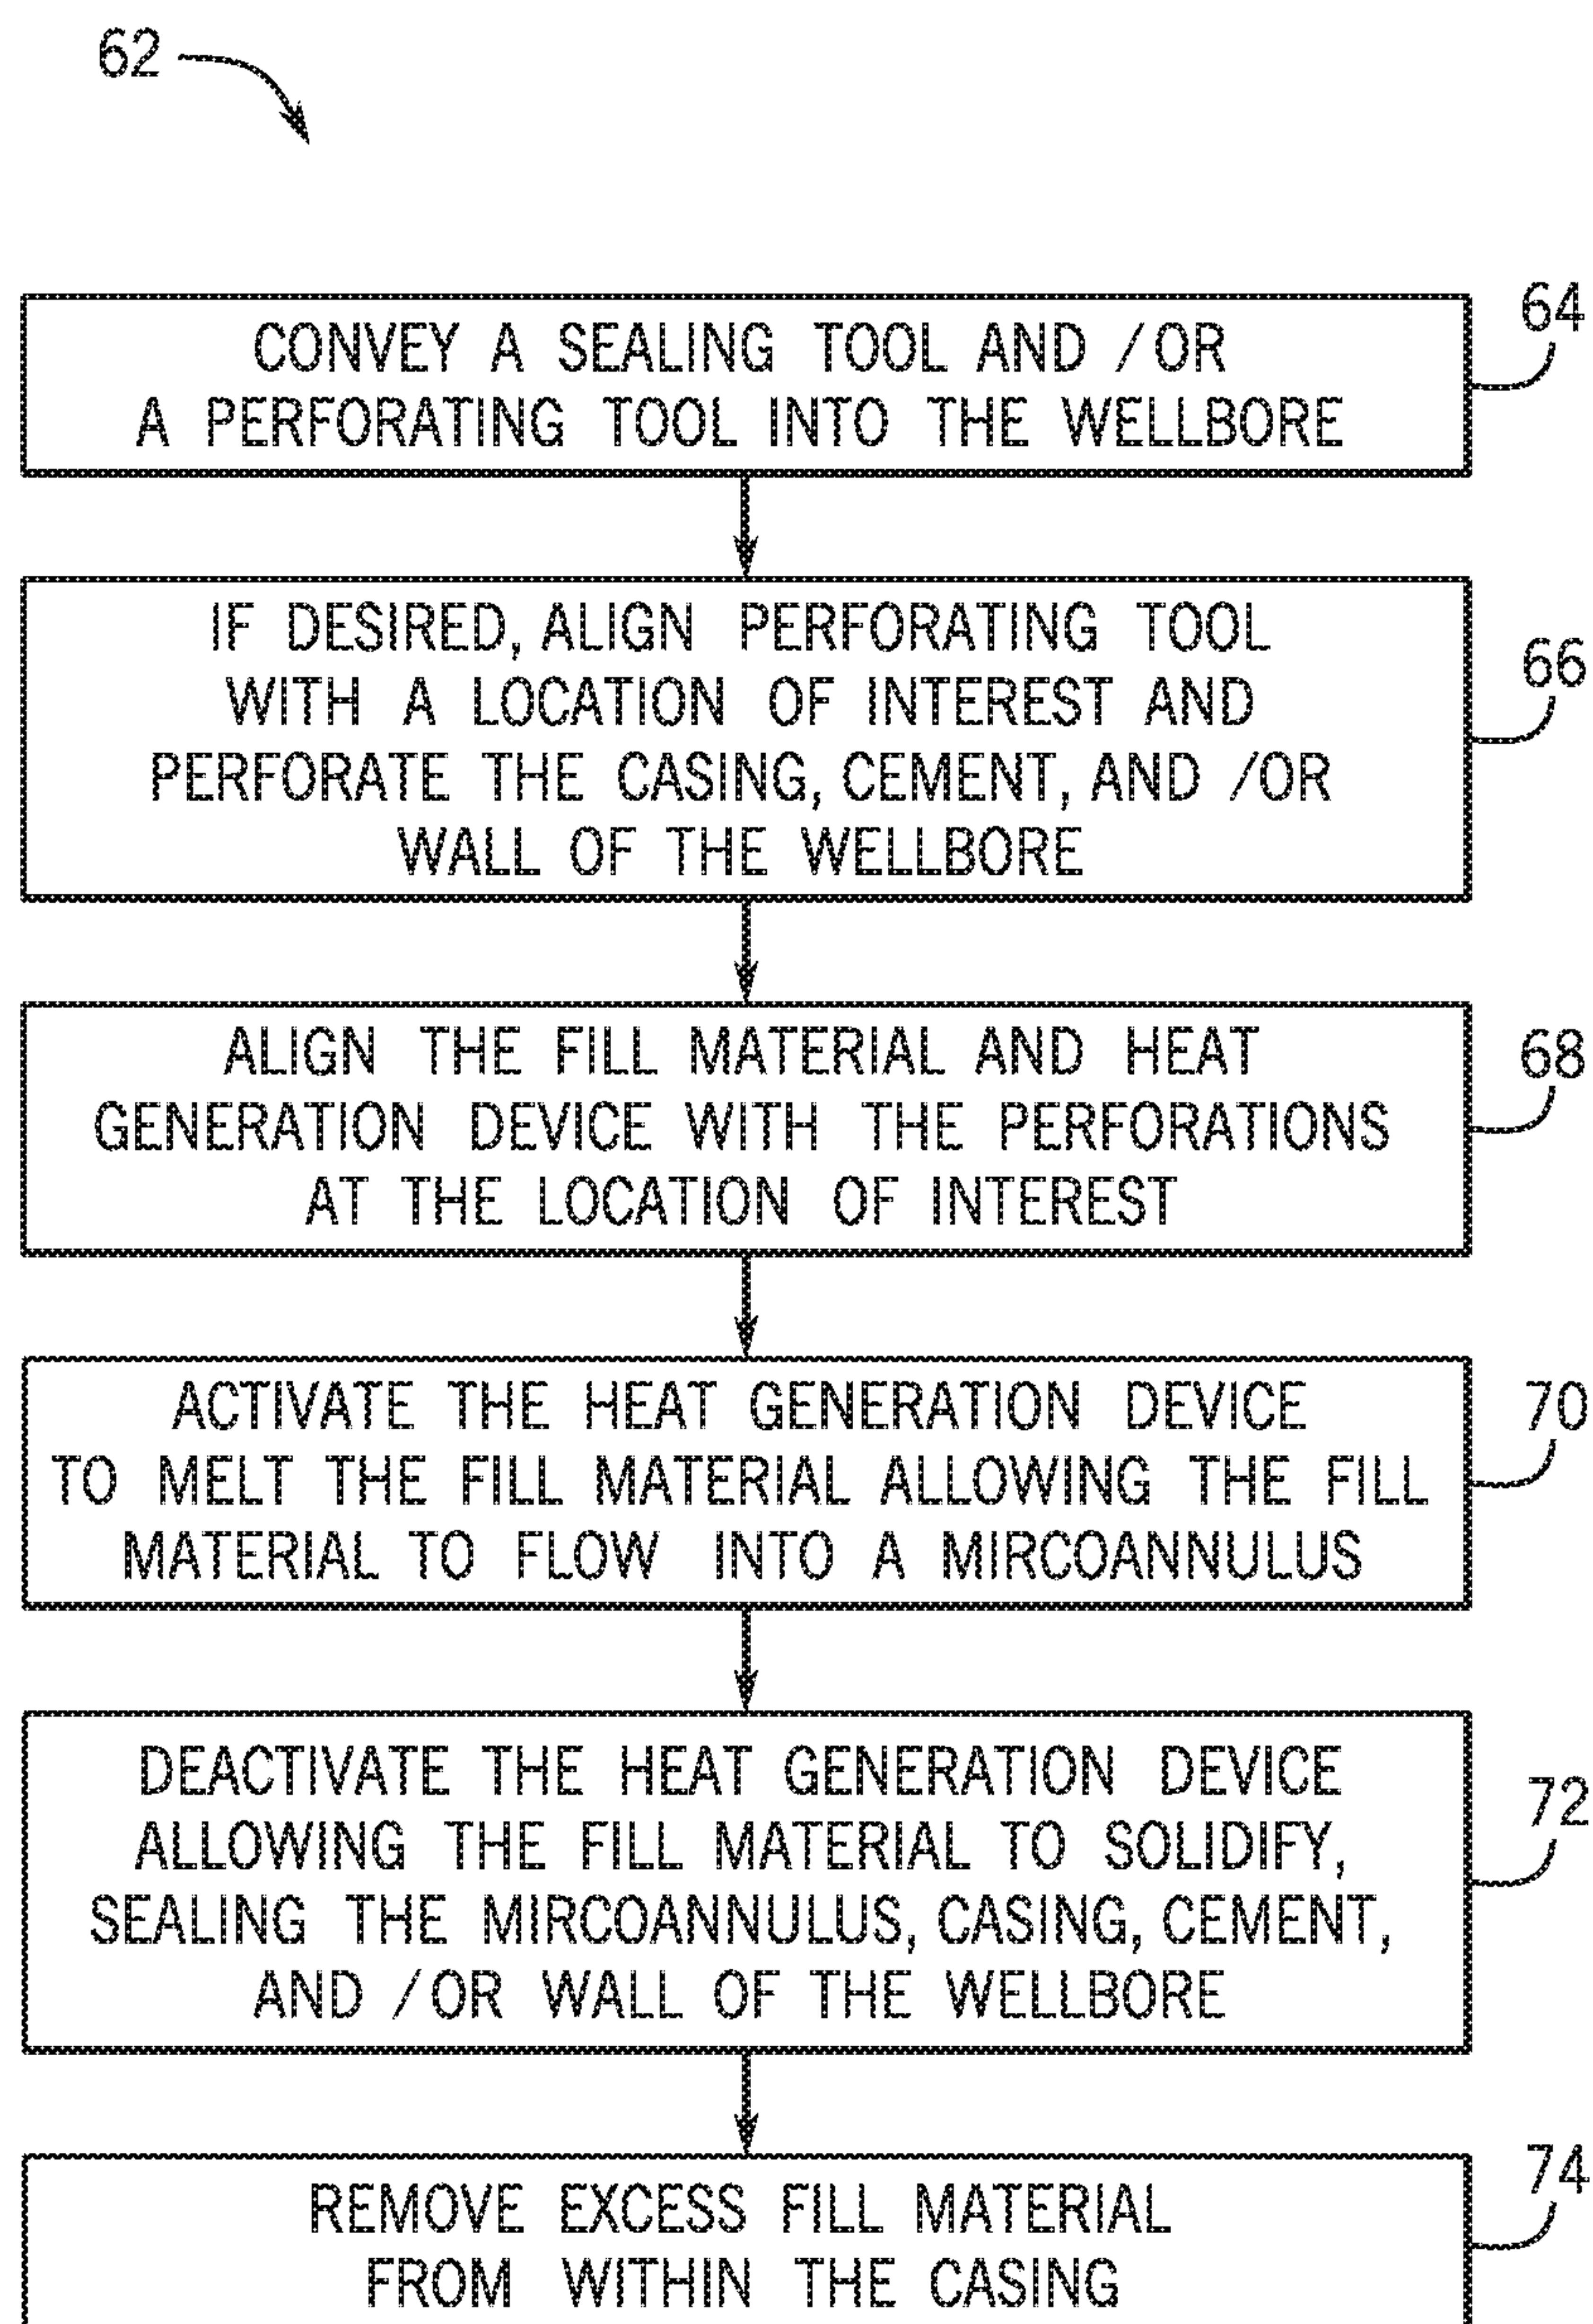 62
64
CONVEY A SEALING TOOL AND /OR
A PERFORATING TOOL INTO THE WELLBORE
66
IF DESIRED, ALIGN PERFORATING TOOL
WITH A LOCATION OF INTEREST AND
PERFORATE THE CASING, CEMENT, AND /OR
WALL OF THE WELLBORE
68
ALIGN THE FILL MATERIAL AND HEAT
GENERATION DEVICE WITH THE PERFORATIONS
AT THE LOCATION OF INTEREST
70
ACTIVATE THE HEAT GENERATION DEVICE
TO MELT THE FILL MATERIAL ALLOWING THE FILL
MATERIAL TO FLOW INTO A MIRCOANNULUS
72
DEACTIVATE THE HEAT GENERATION DEVICE
ALLOWING THE FILL MATERIAL TO SOLIDIFY,
SEALING THE MIRCOANNULUS, CASING, CEMENT,
AND /OR WALL OF THE WELLBORE
74
REMOVE EXCESS FILL MATERIAL
FROM WITHIN THE CASING